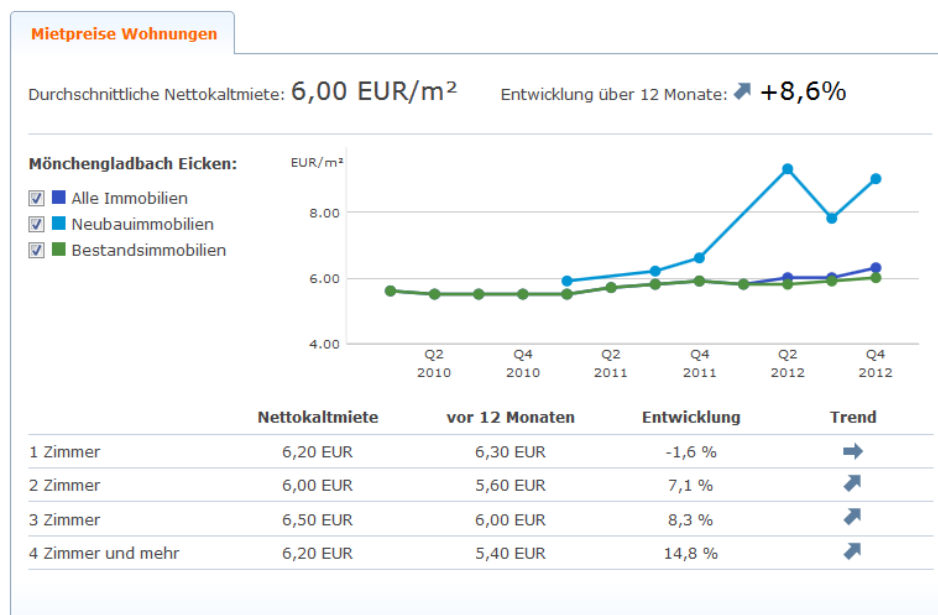 Mietpreise Wohnungen
Durchschnittliche Nettokaltmiete: 6,00 EUR/m² Entwicklung über 12 Monate: +8,6%
Mönchengladbach Eicken:
Alle Immobilien
Neubauimmobilien
Bestandsimmobilien
EUR/m²
8.00
6.00
4.00
Q2 Q4 Q2 Q4 Q2 Q4
2010 2010 2011 2011 2012 2012
Nettokaltmiete vor 12 Monaten Entwicklung Trend
1 Zimmer 6,20 EUR 6,30 EUR -1,6 %
2 Zimmer 6,00 EUR 5,60 EUR 7,1 %
3 Zimmer 6,50 EUR 6,00 EUR 8,3 %
4 Zimmer und mehr 6,20 EUR 5,40 EUR 14,8 %